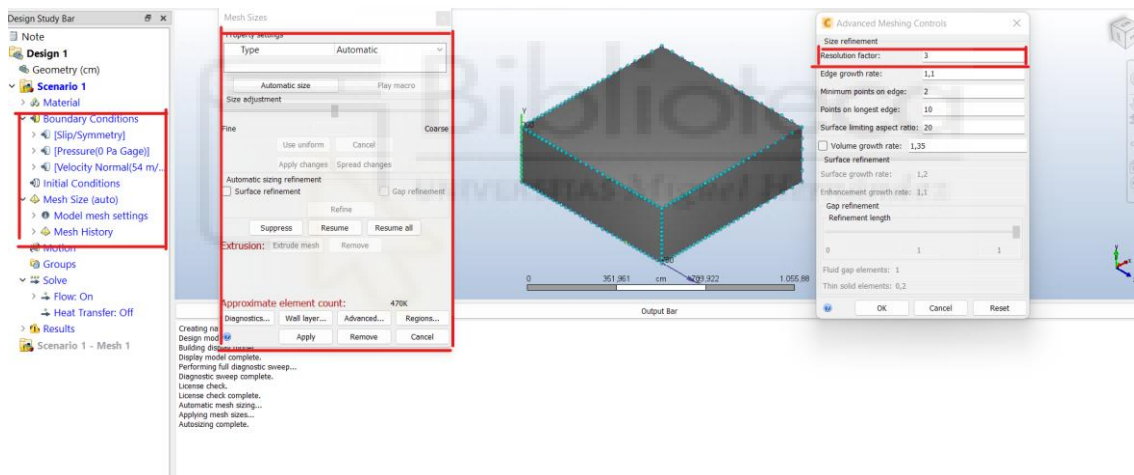 Design Study Bar
Note
Design 1
Geometry (cm)
Scenario 1
Material
Boundary Conditions
[Slip/Symmetry]
[Pressure(0 Pa Gage)]
[Velocity Normal(54 m/...
Initial Conditions
Mesh Size (auto)
Model mesh settings
Mesh History
Motion
Groups
Solve
Flow: On
Heat Transfer: Off
Results
Scenario 1 - Mesh 1
Mesh Sizes
Property settings
Type Automatic
Automatic size Play macro
Size adjustment
Fine Coarse
Use uniform Cancel
Apply changes Spread changes
Automatic sizing refinement
Surface refinement Gap refinement
Refine
Suppress Resume Resume all
Extrusion: Extrude mesh Remove
Approximate element count: 470K
Diagnostics... Wall layer... Advanced... Regions...
Apply Remove Cancel
Biblioteca
UNIVERSITAS Miguel Hernández
Y
0 351,961 cm 703,922 1.055,88
Output Bar
Creating na
Design mod
Building display model.
Display model complete.
Performing full diagnostic sweep...
Diagnostic sweep complete.
License check.
License check complete.
Automatic mesh sizing...
Applying mesh sizes...
Autosizing complete.
Advanced Meshing Controls
Size refinement
Resolution factor: 3
Edge growth rate: 1,1
Minimum points on edge: 2
Points on longest edge: 10
Surface limiting aspect ratio: 20
Volume growth rate: 1,35
Surface refinement
Surface growth rate: 1,2
Enhancement growth rate: 1,1
Gap refinement
Refinement length
0 1 1
Fluid gap elements: 1
Thin solid elements: 0,2
OK Cancel Reset